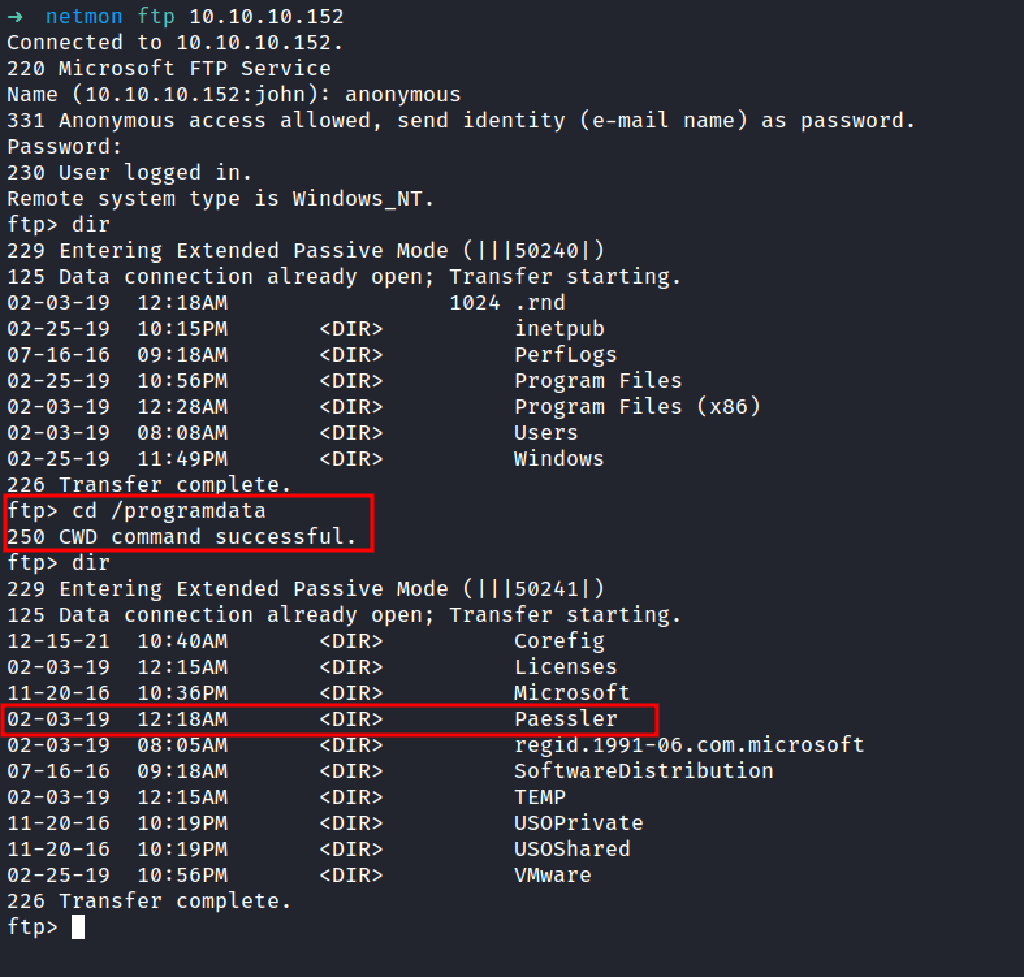 → netmon ftp 10.10.10.152
Connected to 10.10.10.152.
220 Microsoft FTP Service
Name (10.10.10.152:john): anonymous
331 Anonymous access allowed, send identity (e-mail name) as password.
Password:
230 User logged in.
Remote system type is Windows_NT.
ftp> dir
229 Entering Extended Passive Mode (|||50240|)
125 Data connection already open; Transfer starting.
02-03-19  12:18AM                 1024 .rnd
02-25-19  10:15PM       <DIR>          inetpub
07-16-16  09:18AM       <DIR>          PerfLogs
02-25-19  10:56PM       <DIR>          Program Files
02-03-19  12:28AM       <DIR>          Program Files (x86)
02-03-19  08:08AM       <DIR>          Users
02-25-19  11:49PM       <DIR>          Windows
226 Transfer complete.
ftp> cd /programdata
250 CWD command successful.
ftp> dir
229 Entering Extended Passive Mode (|||50241|)
125 Data connection already open; Transfer starting.
12-15-21  10:40AM       <DIR>          Corefig
02-03-19  12:15AM       <DIR>          Licenses
11-20-16  10:36PM       <DIR>          Microsoft
02-03-19  12:18AM       <DIR>          Paessler
02-03-19  08:05AM       <DIR>          regid.1991-06.com.microsoft
07-16-16  09:18AM       <DIR>          SoftwareDistribution
02-03-19  12:15AM       <DIR>          TEMP
11-20-16  10:19PM       <DIR>          USOPrivate
11-20-16  10:19PM       <DIR>          USOShared
02-25-19  10:56PM       <DIR>          VMware
226 Transfer complete.
ftp>